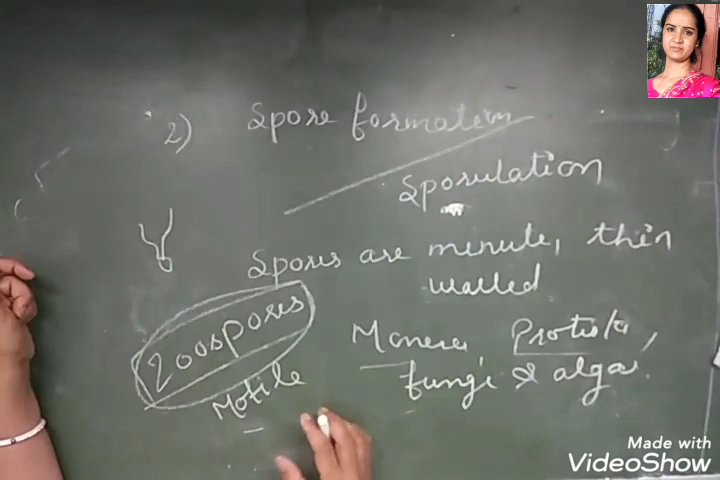 2) Spore formation
Sporulation
Spores are minute, thin
walled
Zoospores
Motile
Monera, Protista,
fungi & algae.
Made with
VideoShow